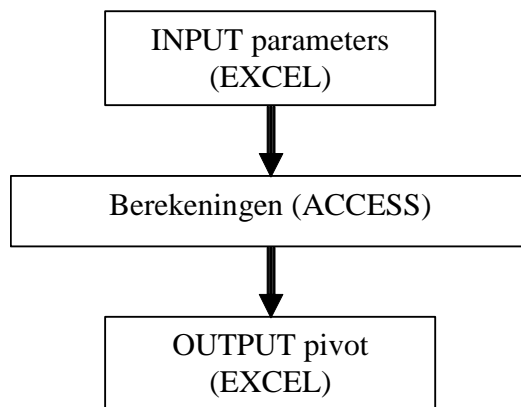 INPUT parameters
(EXCEL)
Berekeningen (ACCESS)
OUTPUT pivot
(EXCEL)